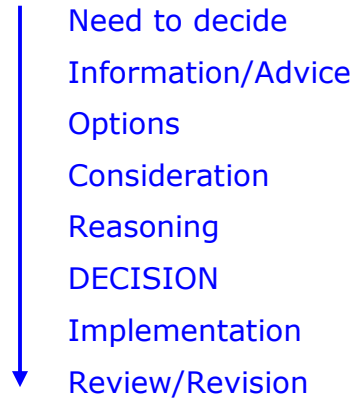 Need to decide
Information/Advice
Options
Consideration
Reasoning
DECISION
Implementation
Review/Revision